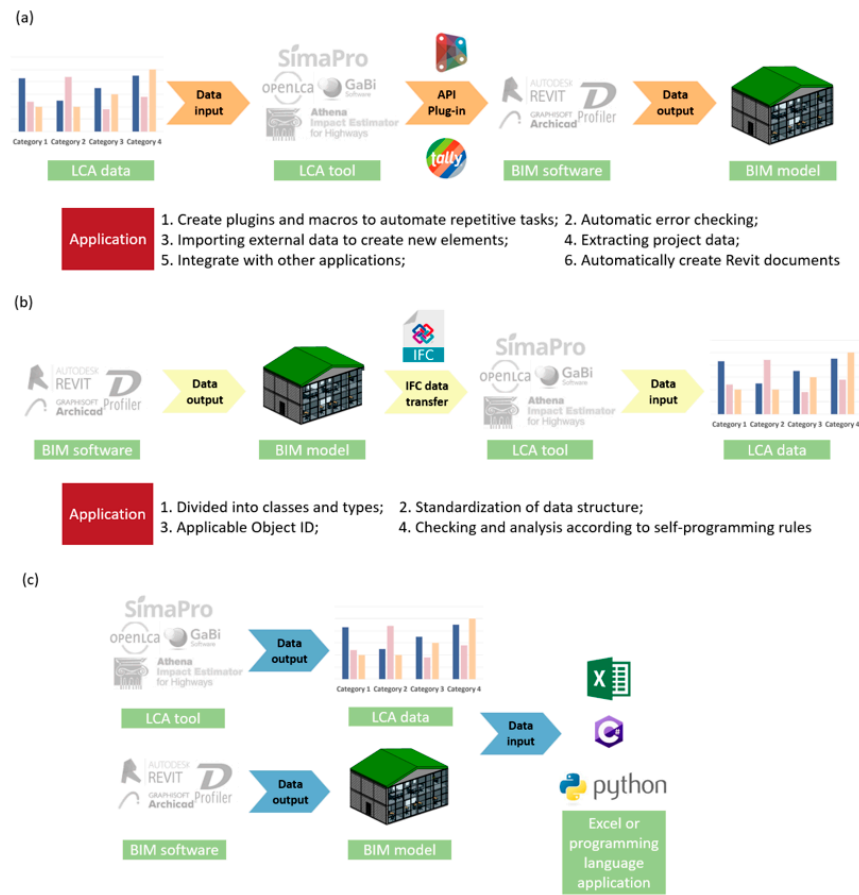 (a)
SimaPro
openLCA GaBi
Software
Athena
Impact Estimator
for Highways
Data
input
API
Plug-in
tally
AUTODESK
REVIT
GRAPHISOFT
Archicad Profiler
Data
output
Category 1 Category 2 Category 3 Category 4
LCA data
LCA tool
BIM software
BIM model
Application
1. Create plugins and macros to automate repetitive tasks; 2. Automatic error checking;
3. Importing external data to create new elements; 4. Extracting project data;
5. Integrate with other applications; 6. Automatically create Revit documents
(b)
AUTODESK
REVIT
GRAPHISOFT
Archicad Profiler
Data
output
IFC
IFC data
transfer
SimaPro
openLCA GaBi
Software
Athena
Impact Estimator
for Highways
Data
input
Category 1 Category 2 Category 3 Category 4
BIM software
BIM model
LCA tool
LCA data
Application
1. Divided into classes and types; 2. Standardization of data structure;
3. Applicable Object ID; 4. Checking and analysis according to self-programming rules
(c)
SimaPro
openLCA GaBi
Software
Athena
Impact Estimator
for Highways
Data
output
Category 1 Category 2 Category 3 Category 4
LCA tool
LCA data
AUTODESK
REVIT
GRAPHISOFT
Archicad Profiler
Data
output
BIM software
BIM model
Data
input
X
C#
python
Excel or
programming
language
application